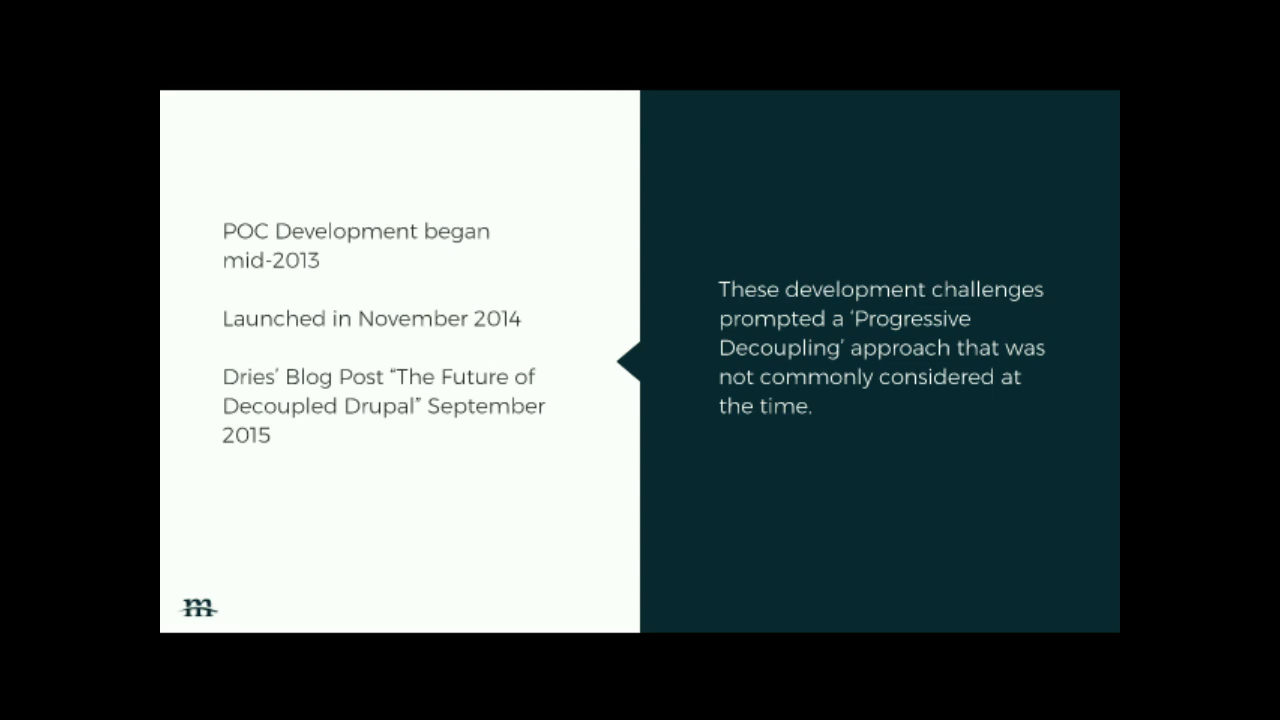 POC Development began
mid-2013
Launched in November 2014
Dries’ Blog Post “The Future of
Decoupled Drupal” September
2015
These development challenges
prompted a ‘Progressive
Decoupling’ approach that was
not commonly considered at
the time.
m